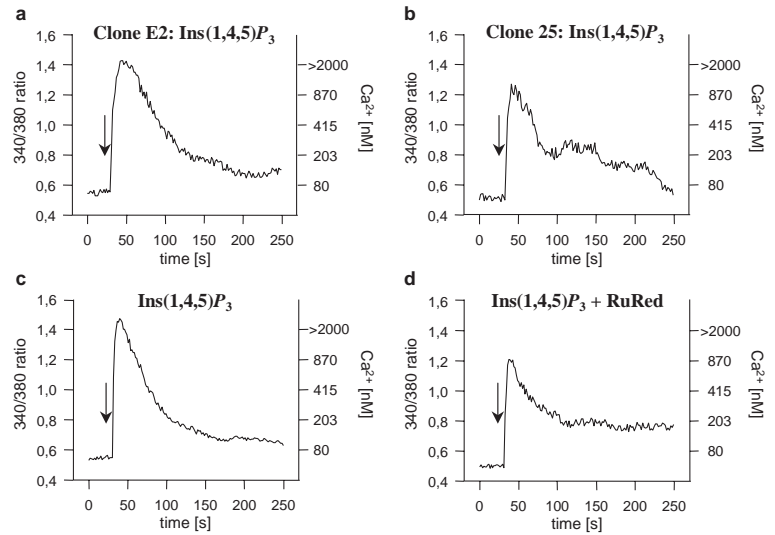 a
Clone E2: Ins(1,4,5)P3
340/380 ratio
1,6
1,4
1,2
1,0
0,8
0,6
0,4
>2000
870
415
203
80
Ca2+ [nM]
0 50 100 150 200 250
time [s]
b
Clone 25: Ins(1,4,5)P3
340/380 ratio
1,6
1,4
1,2
1,0
0,8
0,6
0,4
>2000
870
415
203
80
Ca2+ [nM]
0 50 100 150 200 250
time [s]
c
Ins(1,4,5)P3
340/380 ratio
1,6
1,4
1,2
1,0
0,8
0,6
0,4
>2000
870
415
203
80
Ca2+ [nM]
0 50 100 150 200 250
time [s]
d
Ins(1,4,5)P3 + RuRed
340/380 ratio
1,6
1,4
1,2
1,0
0,8
0,6
0,4
>2000
870
415
203
80
Ca2+ [nM]
0 50 100 150 200 250
time [s]